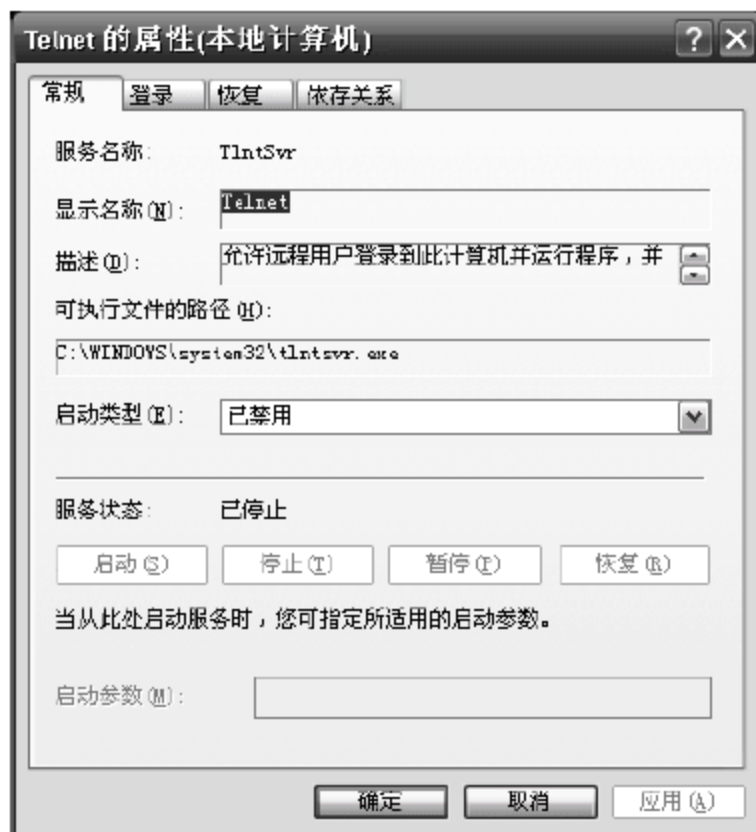 Telnet 的属性(本地计算机)
常规 登录 恢复 依存关系
服务名称: TlntSvr
显示名称(N): Telnet
描述(D): 允许远程用户登录到此计算机并运行程序，并
可执行文件的路径(H):
C:\WINDOWS\system32\tlntsvr.exe
启动类型(E): 已禁用
服务状态: 已停止
启动(S) 停止(T) 暂停(P) 恢复(R)
当从此处启动服务时，您可指定所适用的启动参数。
启动参数(M):
确定 取消 应用(A)